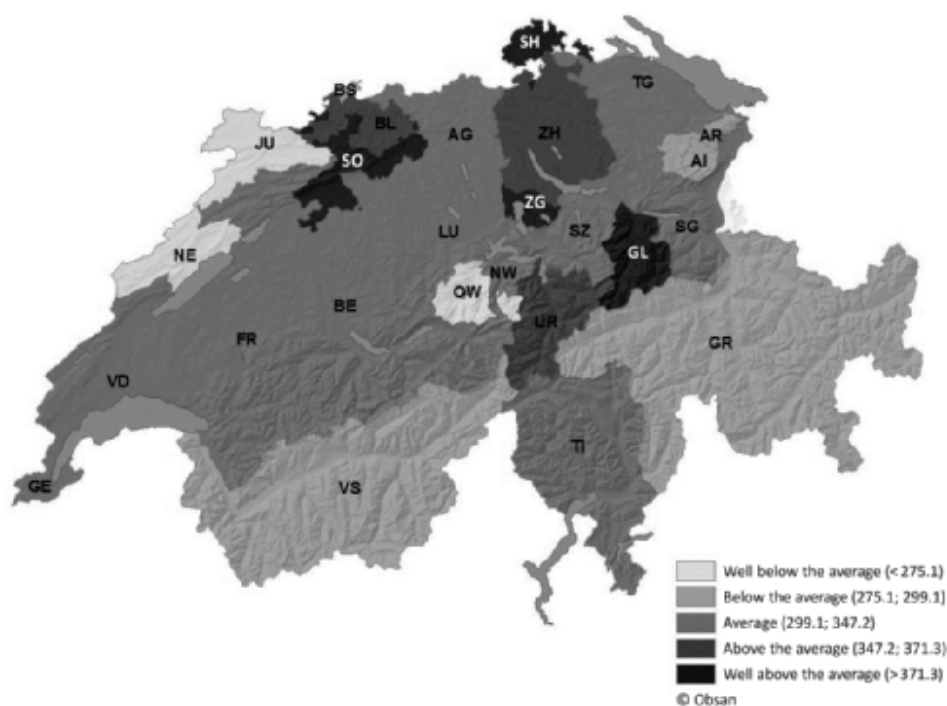 SH
BS
TG
BL
JU
AG
ZH
AR
SO
AI
ZG
LU
SZ
SG
NE
NW
GL
OW
BE
UR
FR
GR
VD
TI
GE
VS
Well below the average (<275.1)
Below the average (275.1; 299.1)
Average (299.1; 347.2)
Above the average (347.2; 371.3)
Well above the average (>371.3)
© Obsan